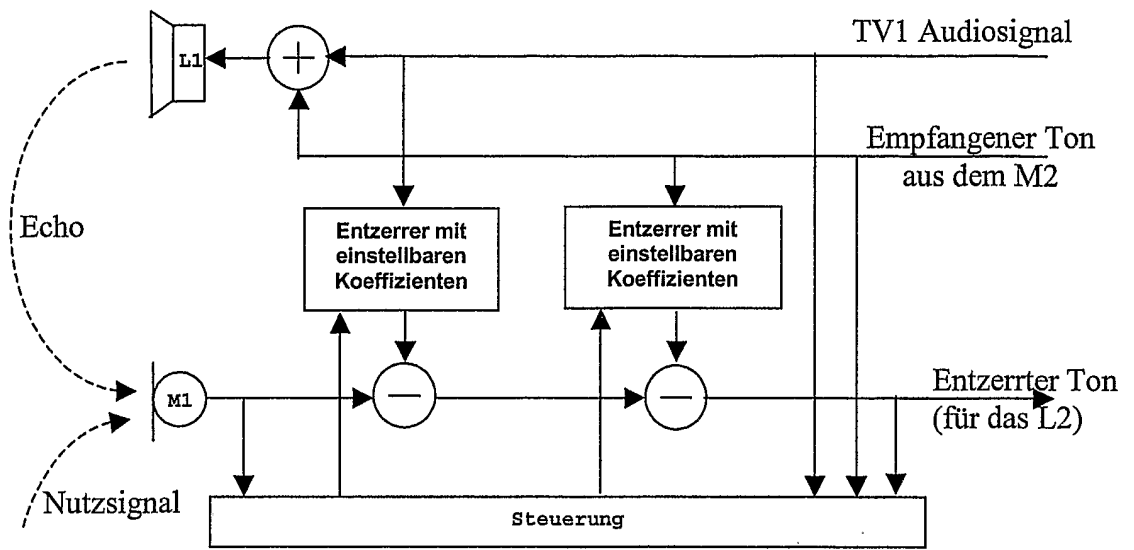 TV1 Audiosignal
L1
+
Empfangener Ton
aus dem M2
Echo
Entzerrer mit
einstellbaren
Koeffizienten
Entzerrer mit
einstellbaren
Koeffizienten
M1
—
—
Entzerrter Ton
(für das L2)
Nutzsignal
Steuerung